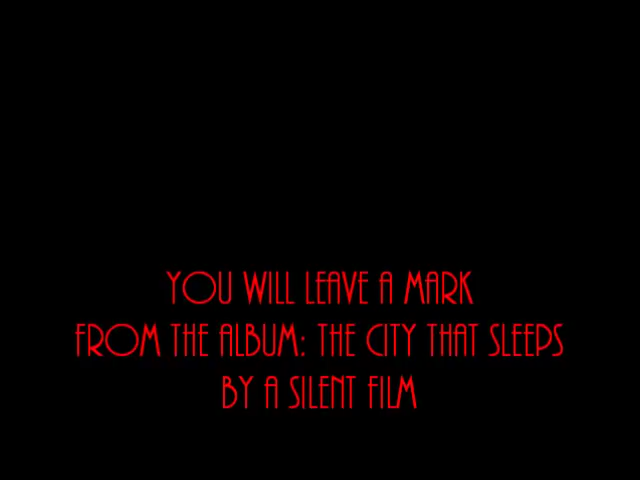 YOU WILL LEAVE A MARK
FROM THE ALBUM: THE CITY THAT SLEEPS
BY A SILENT FILM